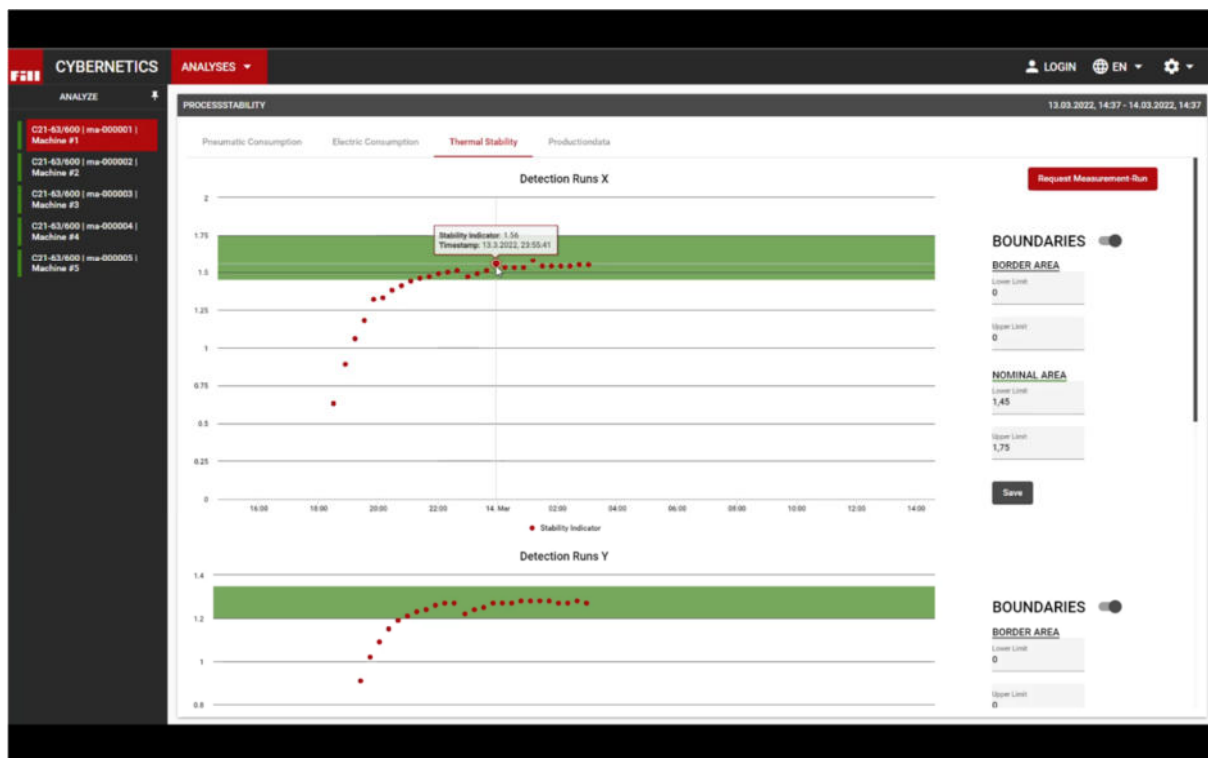 Fill
CYBERNETICS
ANALYSES
LOGIN
EN
ANALYZE
C21-63/600 | ma-000001 |
Machine #1
C21-63/600 | ma-000002 |
Machine #2
C21-63/600 | ma-000003 |
Machine #3
C21-63/600 | ma-000004 |
Machine #4
C21-63/600 | ma-000005 |
Machine #5
PROCESSSTABILITY
13.03.2022, 14:37 - 14.03.2022, 14:37
Pneumatic Consumption
Electric Consumption
Thermal Stability
Productiondata
Request Measurement-Run
Detection Runs X
2
1.75
1.5
1.25
1
0.75
0.5
0.25
0
Stability Indicator: 1.56
Timestamp: 13.3.2022, 23:55:41
16:00
18:00
20:00
22:00
14. Mar
02:00
04:00
06:00
08:00
10:00
12:00
14:00
Stability Indicator
BOUNDARIES
BORDER AREA
Lower Limit
0
Upper Limit
0
NOMINAL AREA
Lower Limit
1,45
Upper Limit
1,75
Save
Detection Runs Y
1.4
1.2
1
0.8
BOUNDARIES
BORDER AREA
Lower Limit
0
Upper Limit
0